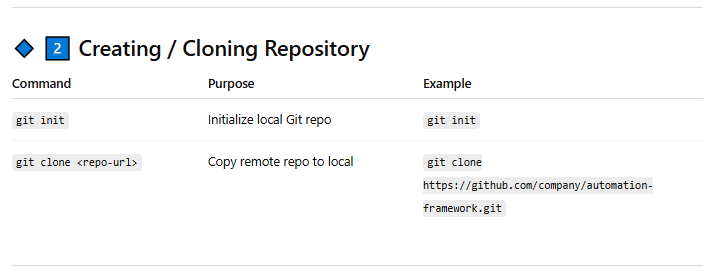 2 Creating / Cloning Repository
Command Purpose Example
git init Initialize local Git repo git init
git clone <repo-url> Copy remote repo to local git clone
https://github.com/company/automation-
framework.git